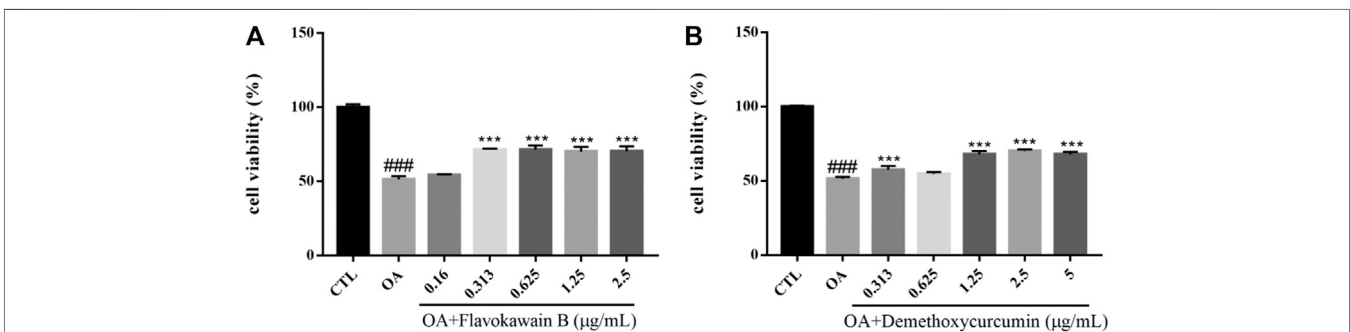 A
cell viability (%)
150
100
50
0
###
***
***
***
***
CTL
OA
0.16
0.313
0.625
1.25
2.5
OA+Flavokawain B (μg/mL)
B
cell viability (%)
150
100
50
0
###
***
***
***
***
CTL
OA
0.313
0.625
1.25
2.5
5
OA+Demethoxycurcumin (μg/mL)